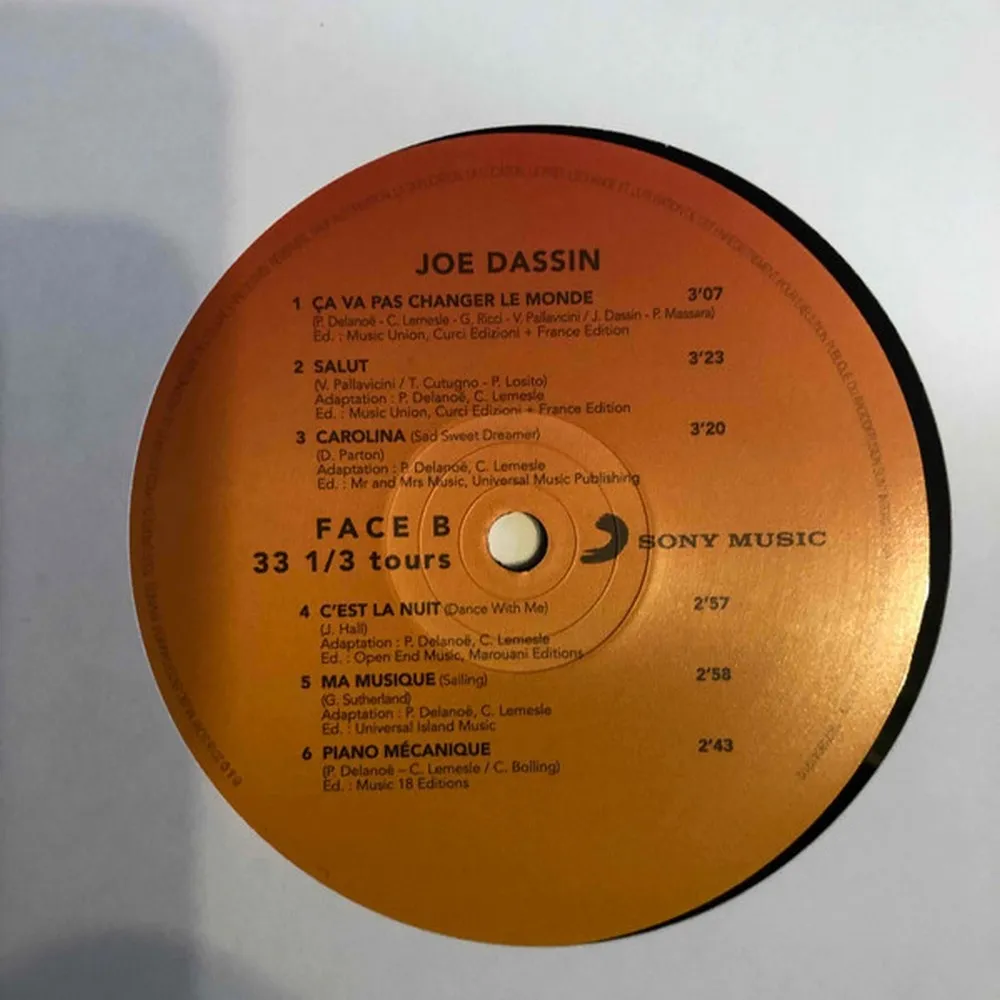 JOE DASSIN
1 ÇA VA PAS CHANGER LE MONDE 3'07
(P. Delanoë - C. Lemesle - G. Ricci - V. Pallavicini / J. Dassin - P. Massara)
Ed. : Music Union, Curci Edizioni + France Edition
2 SALUT 3'23
(V. Pallavicini / T. Cutugno - P. Losito)
Adaptation : P. Delanoë, C. Lemesle
Ed. : Music Union, Curci Edizioni + France Edition
3 CAROLINA (Sad Sweet Dreamer) 3'20
(D. Parton)
Adaptation : P. Delanoë, C. Lemesle
Ed. : Mr and Mrs Music, Universal Music Publishing
FACE B
33 1/3 tours
SONY MUSIC
4 C'EST LA NUIT (Dance With Me) 2'57
(J. Hall)
Adaptation : P. Delanoë, C. Lemesle
Ed. : Open End Music, Marouani Editions
5 MA MUSIQUE (Sailing) 2'58
(G. Sutherland)
Adaptation : P. Delanoë, C. Lemesle
Ed. : Universal Island Music
6 PIANO MÉCANIQUE 2'43
(P. Delanoë – C. Lemesle / C. Bolling)
Ed. : Music 18 Editions